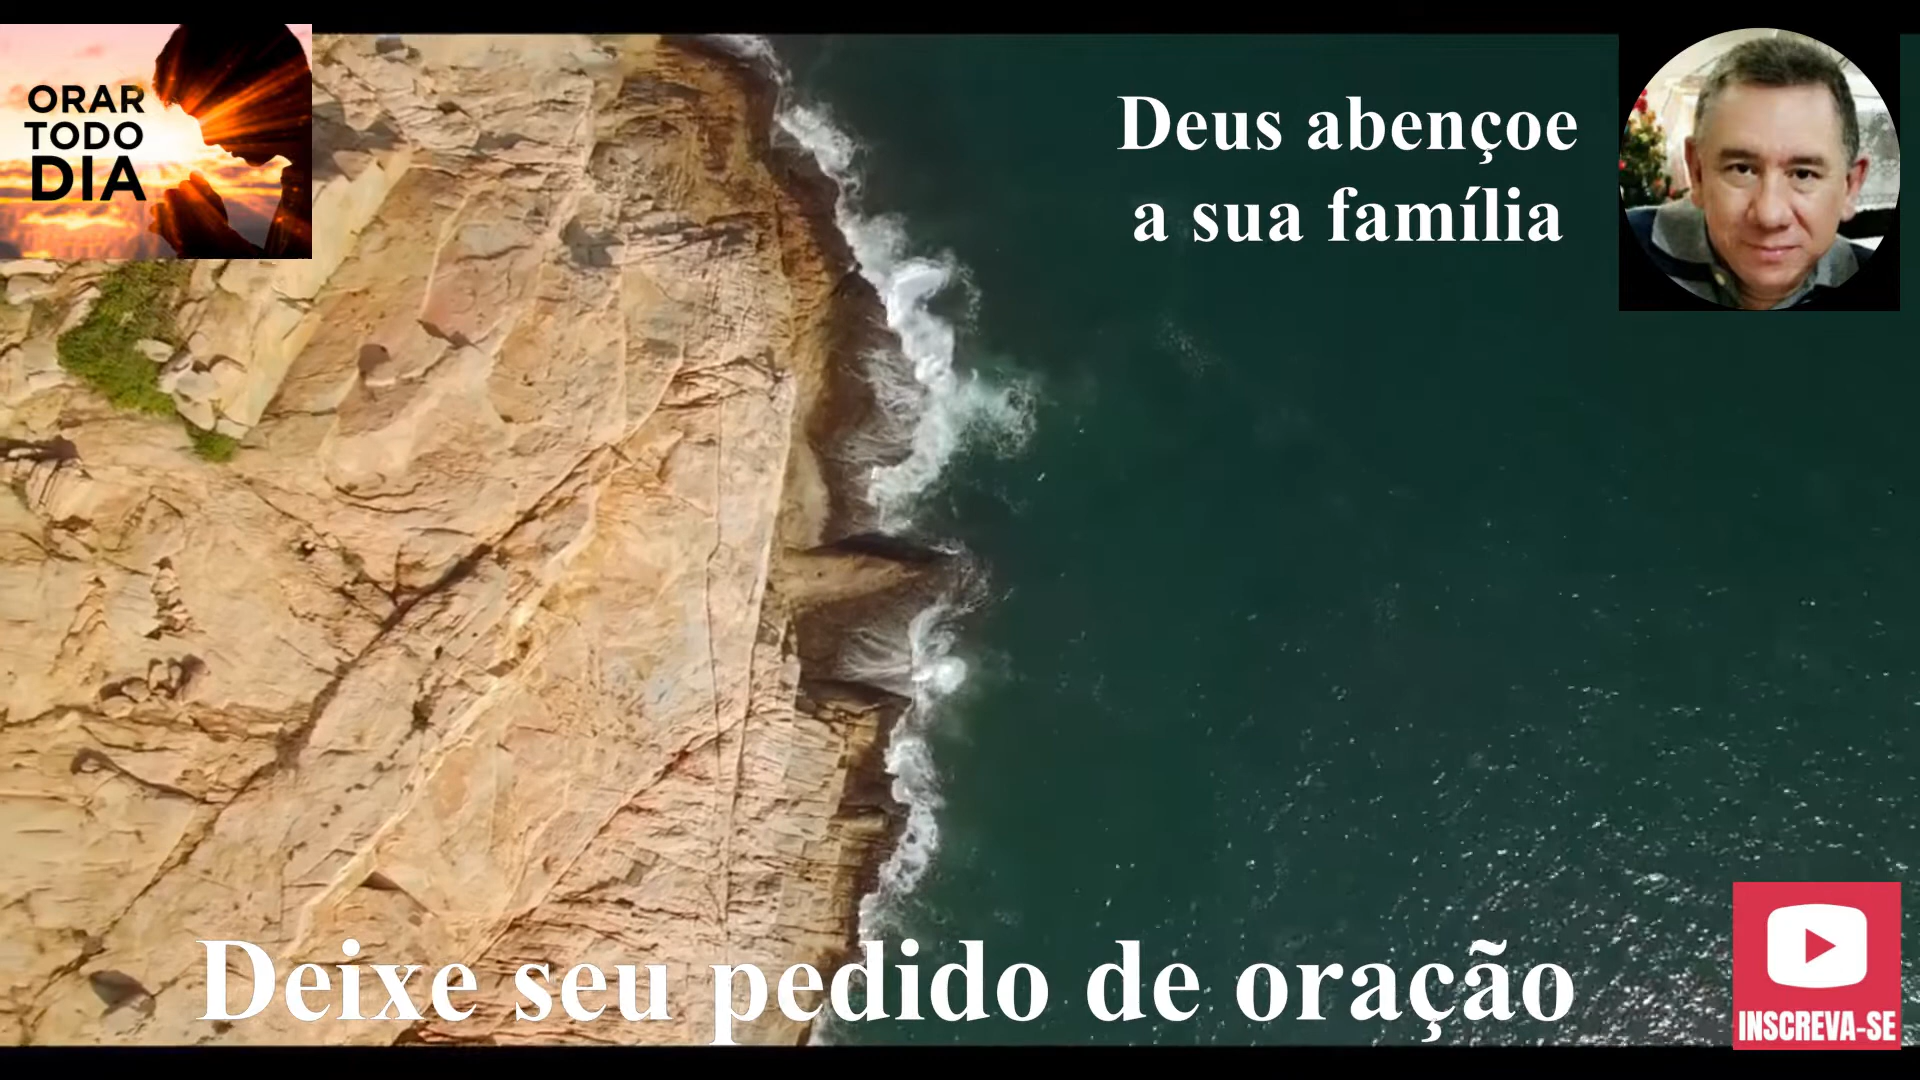 ORAR
TODO
DIA
Deus abençoe
a sua família
Deixe seu pedido de oração
INSCREVA-SE